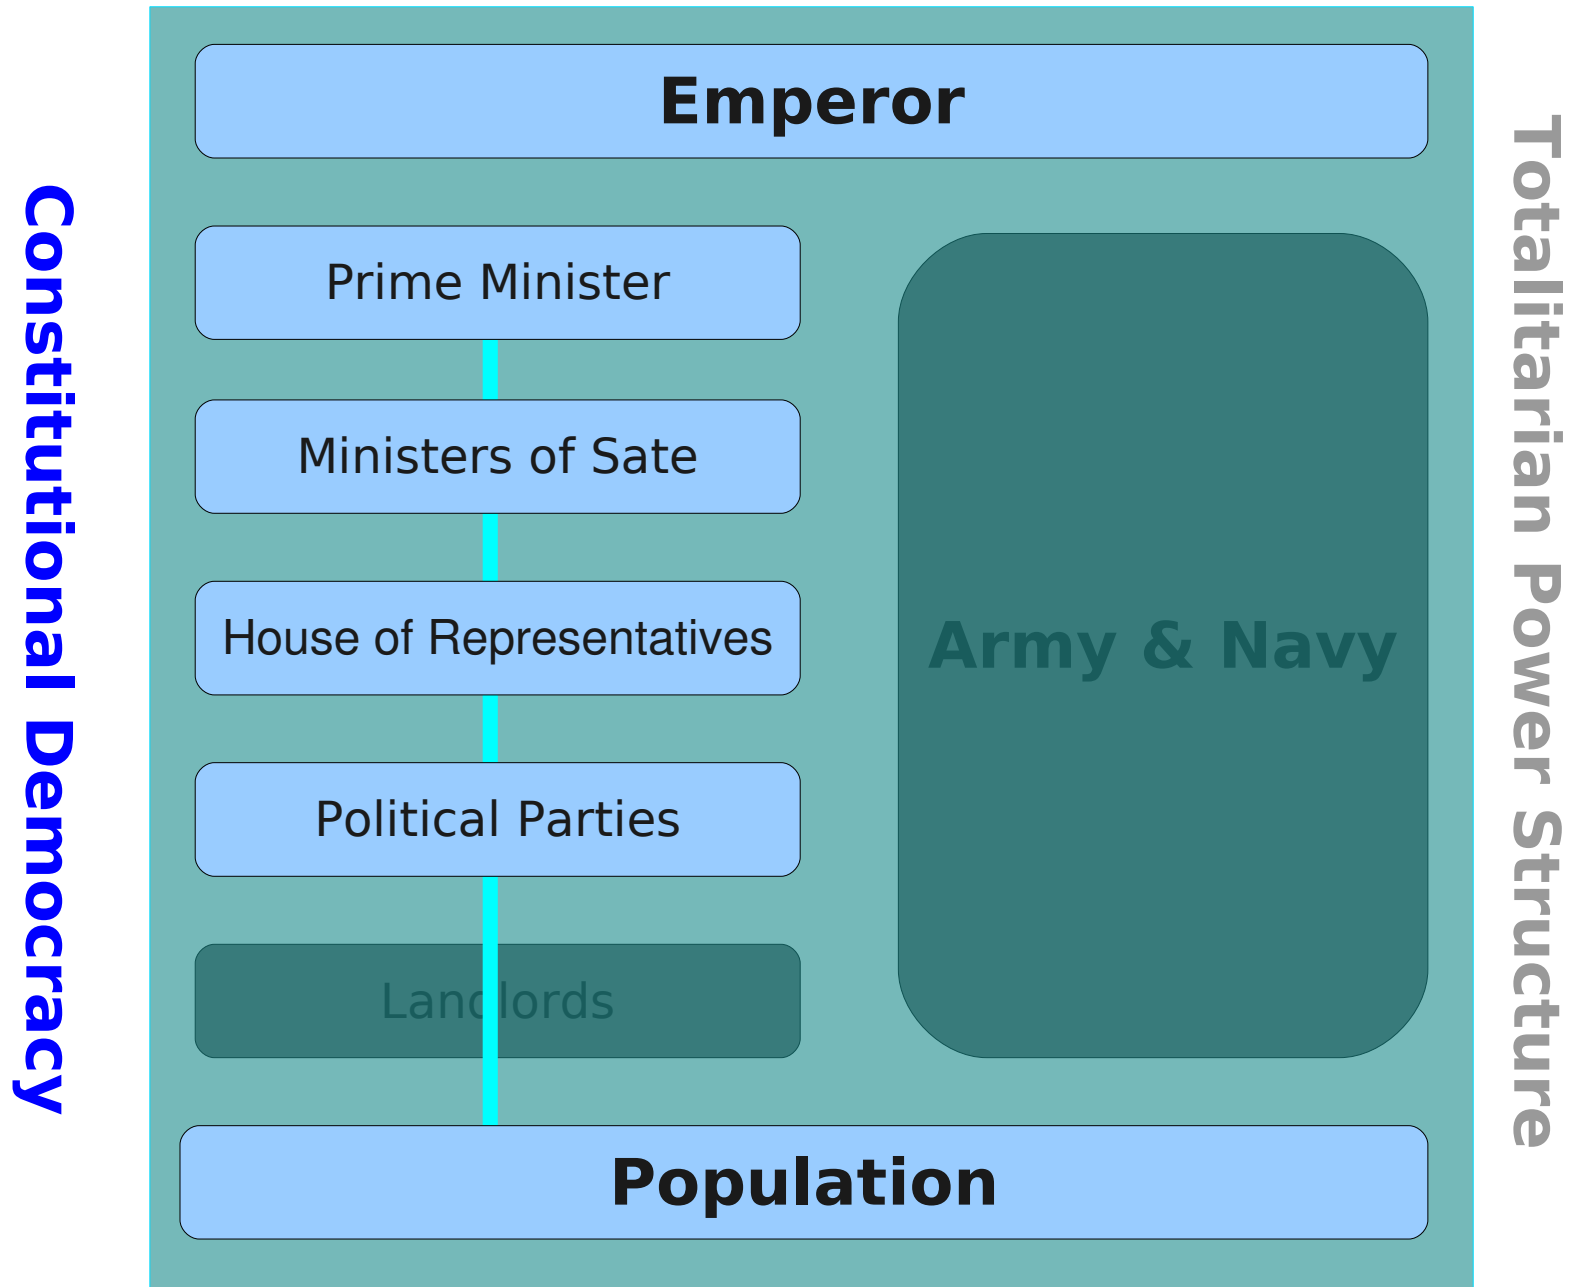 Emperor
Constitutional Democracy
Totalitarian Power Structure
Prime Minister
Ministers of Sate
House of Representatives
Army & Navy
Political Parties
Landlords
Population